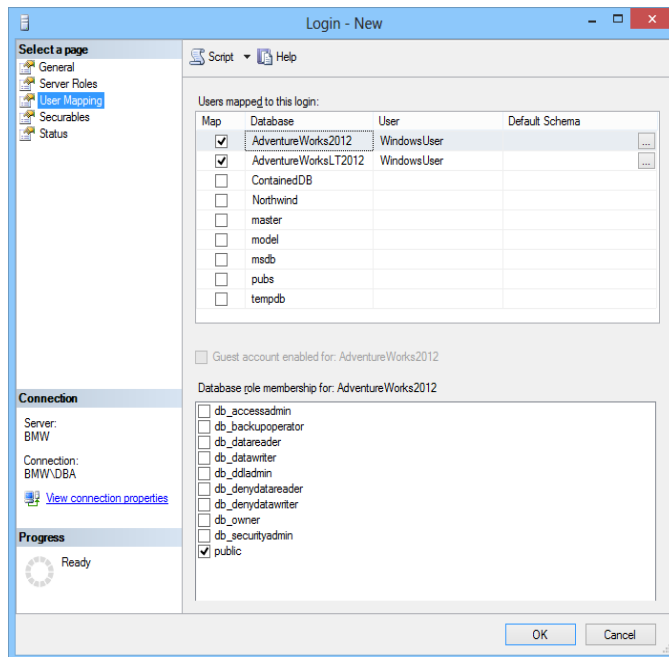 Login - New
Select a page
General
Server Roles
User Mapping
Securables
Status
Script Help
Users mapped to this login:
Map Database User Default Schema
AdventureWorks2012 WindowsUser ...
AdventureWorksLT2012 WindowsUser ...
ContainedDB
Northwind
master
model
msdb
pubs
tempdb
Guest account enabled for: AdventureWorks2012
Database role membership for: AdventureWorks2012
db_accessadmin
db_backupoperator
db_datareader
db_datawriter
db_ddladmin
db_denydatareader
db_denydatawriter
db_owner
db_securityadmin
public
Connection
Server:
BMW
Connection:
BMW\DBA
View connection properties
Progress
Ready
OK Cancel